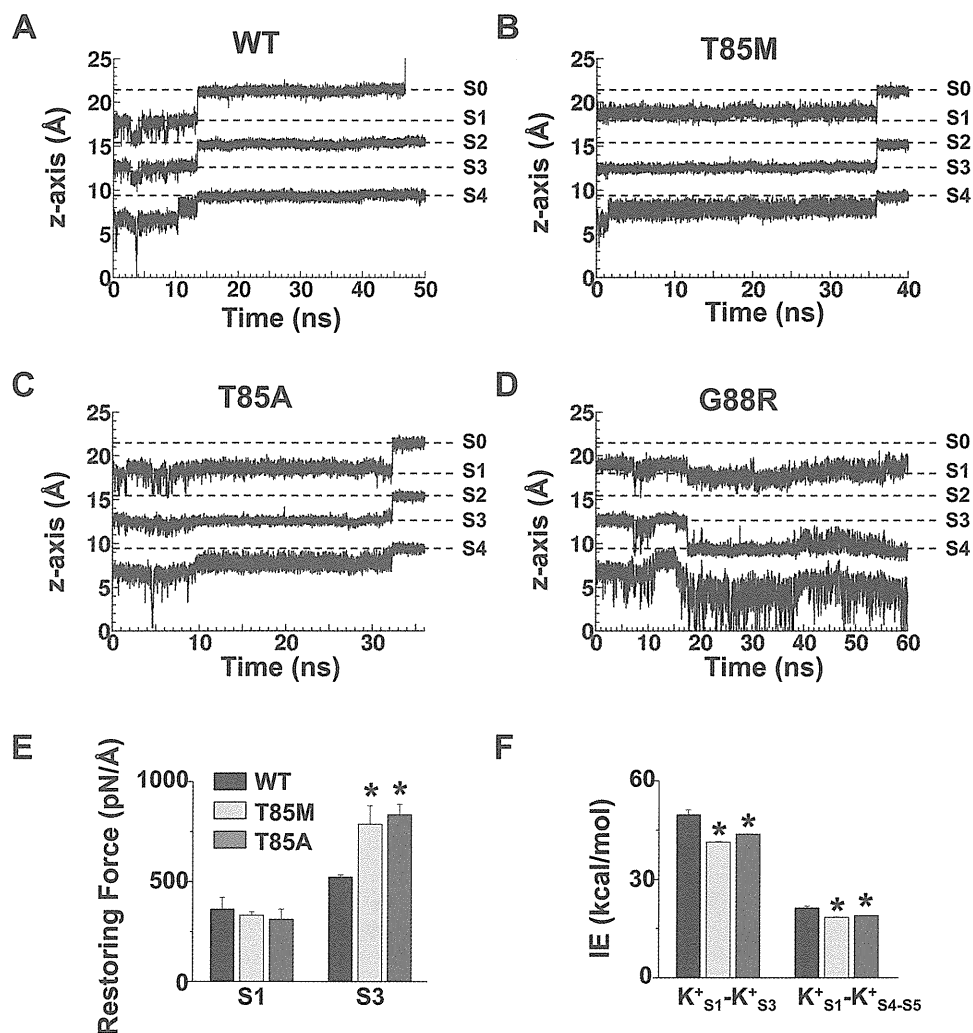 A
WT
z-axis (Å)
25
20
15
10
5
0
S0
S1
S2
S3
S4
0 10 20 30 40 50
Time (ns)
B
T85M
z-axis (Å)
25
20
15
10
5
0
S0
S1
S2
S3
S4
0 10 20 30 40
Time (ns)
C
T85A
z-axis (Å)
25
20
15
10
5
0
S0
S1
S2
S3
S4
0 10 20 30
Time (ns)
D
G88R
z-axis (Å)
25
20
15
10
5
0
S0
S1
S2
S3
S4
0 10 20 30 40 50 60
Time (ns)
E
Restoring Force (pN/Å)
1000
500
0
WT
T85M
T85A
* *
S1 S3
F
IE (kcal/mol)
60
30
0
* *
* *
K⁺S1-K⁺S3 K⁺S1-K⁺S4-S5